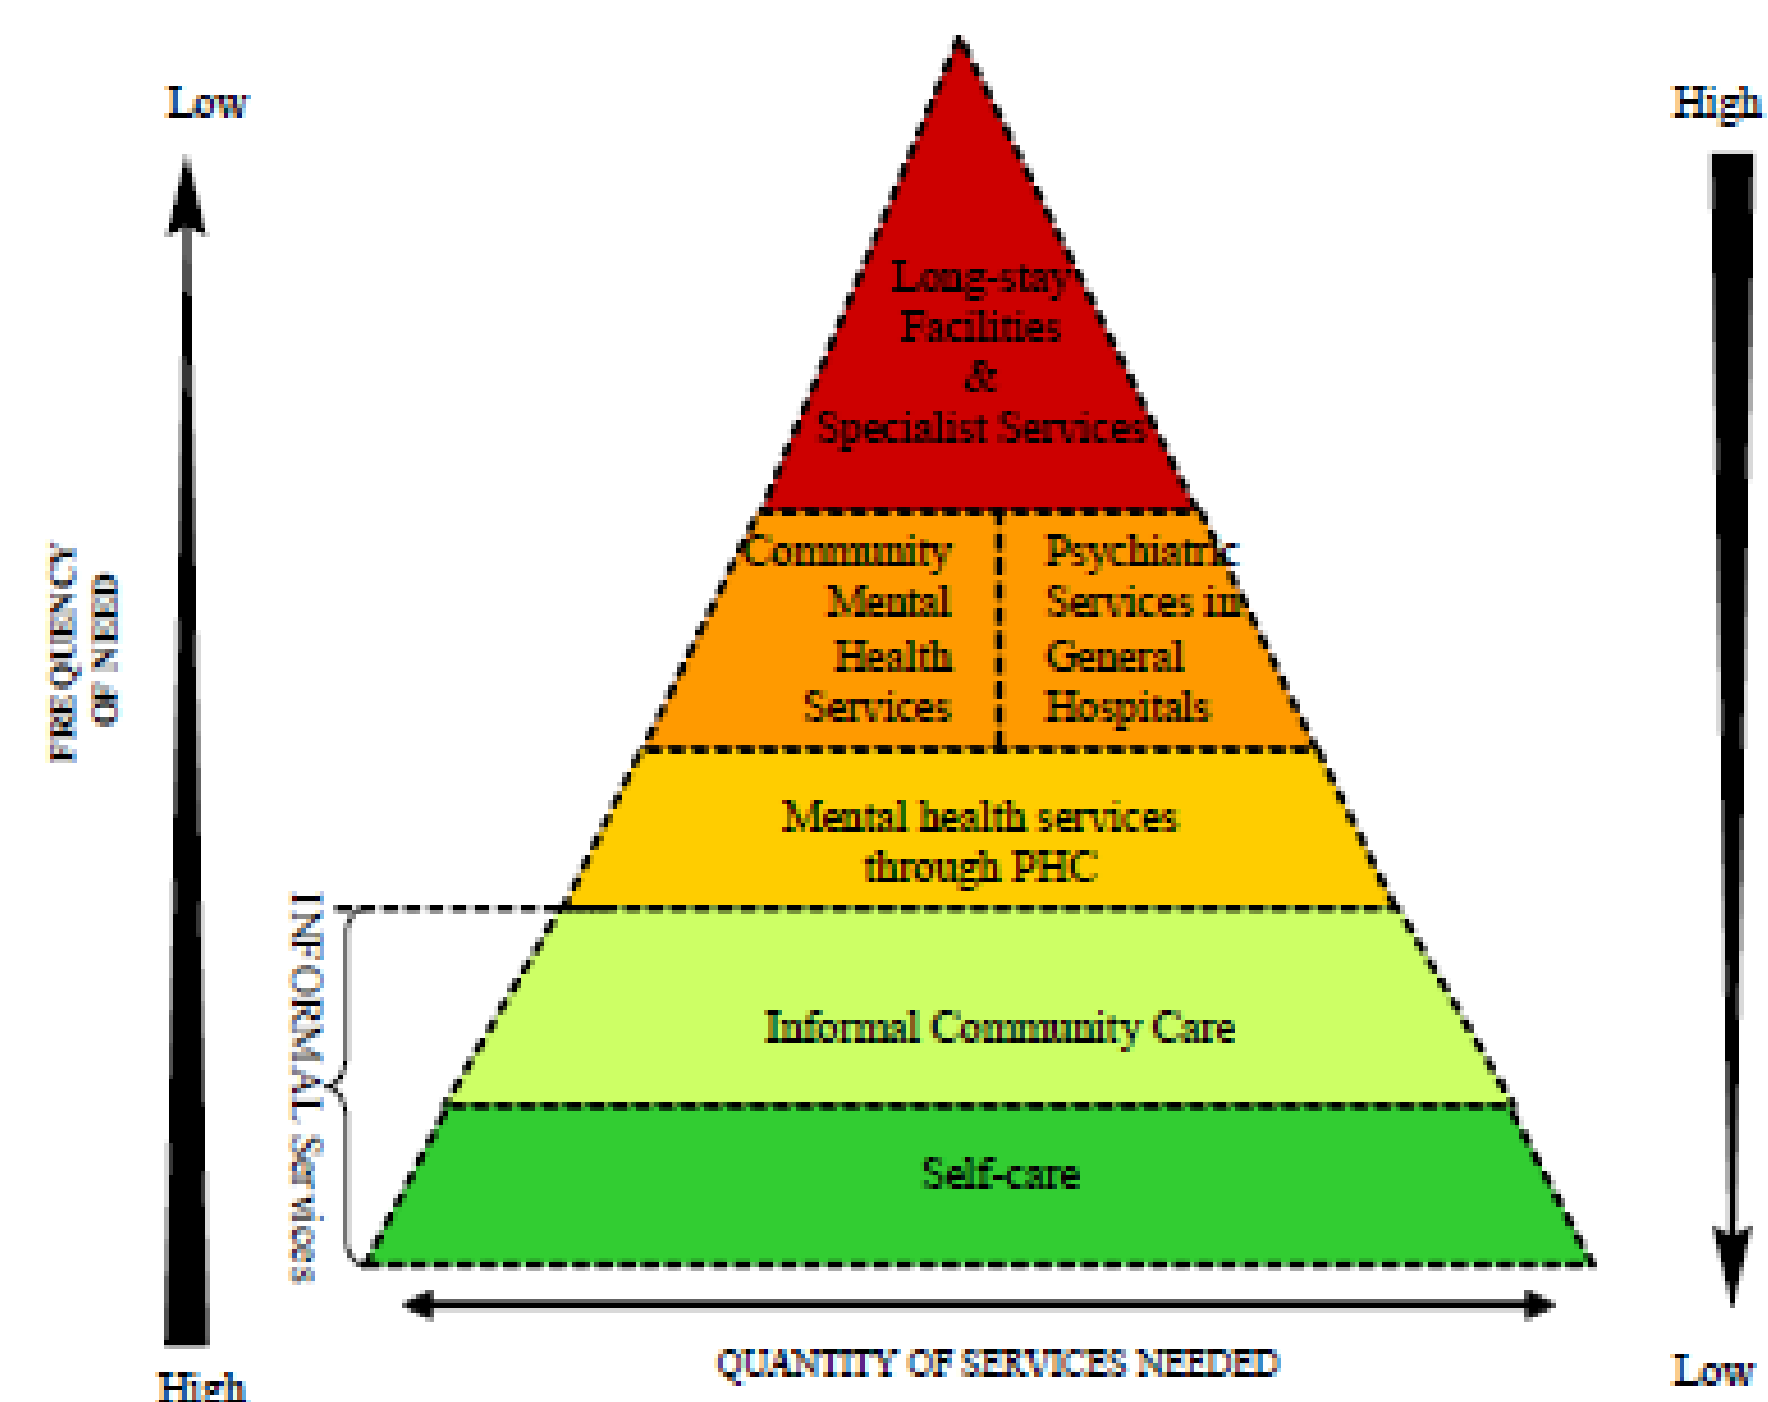 Low
High
Long-stay
Facilities
&
Specialist Services
Community
Mental
Health
Services
Psychiatric
Services in
General
Hospitals
FREQUENCY
OF NEED
Mental health services
through PHC
INFORMAL Services
Informal Community Care
Self-care
QUANTITY OF SERVICES NEEDED
High
Low